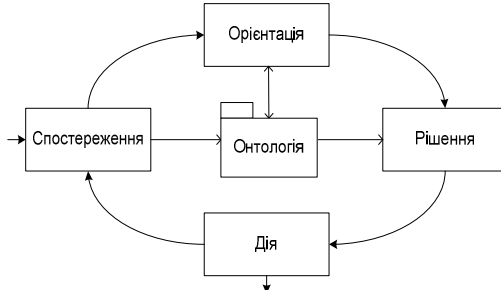 Орієнтація
Спостереження
Онтологія
Рішення
Дія